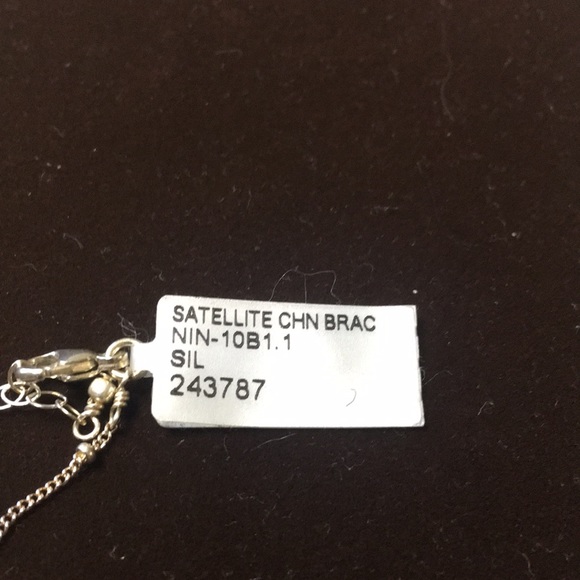 SATELLITE CHN BRAC
NIN-10B1.1
SIL
243787